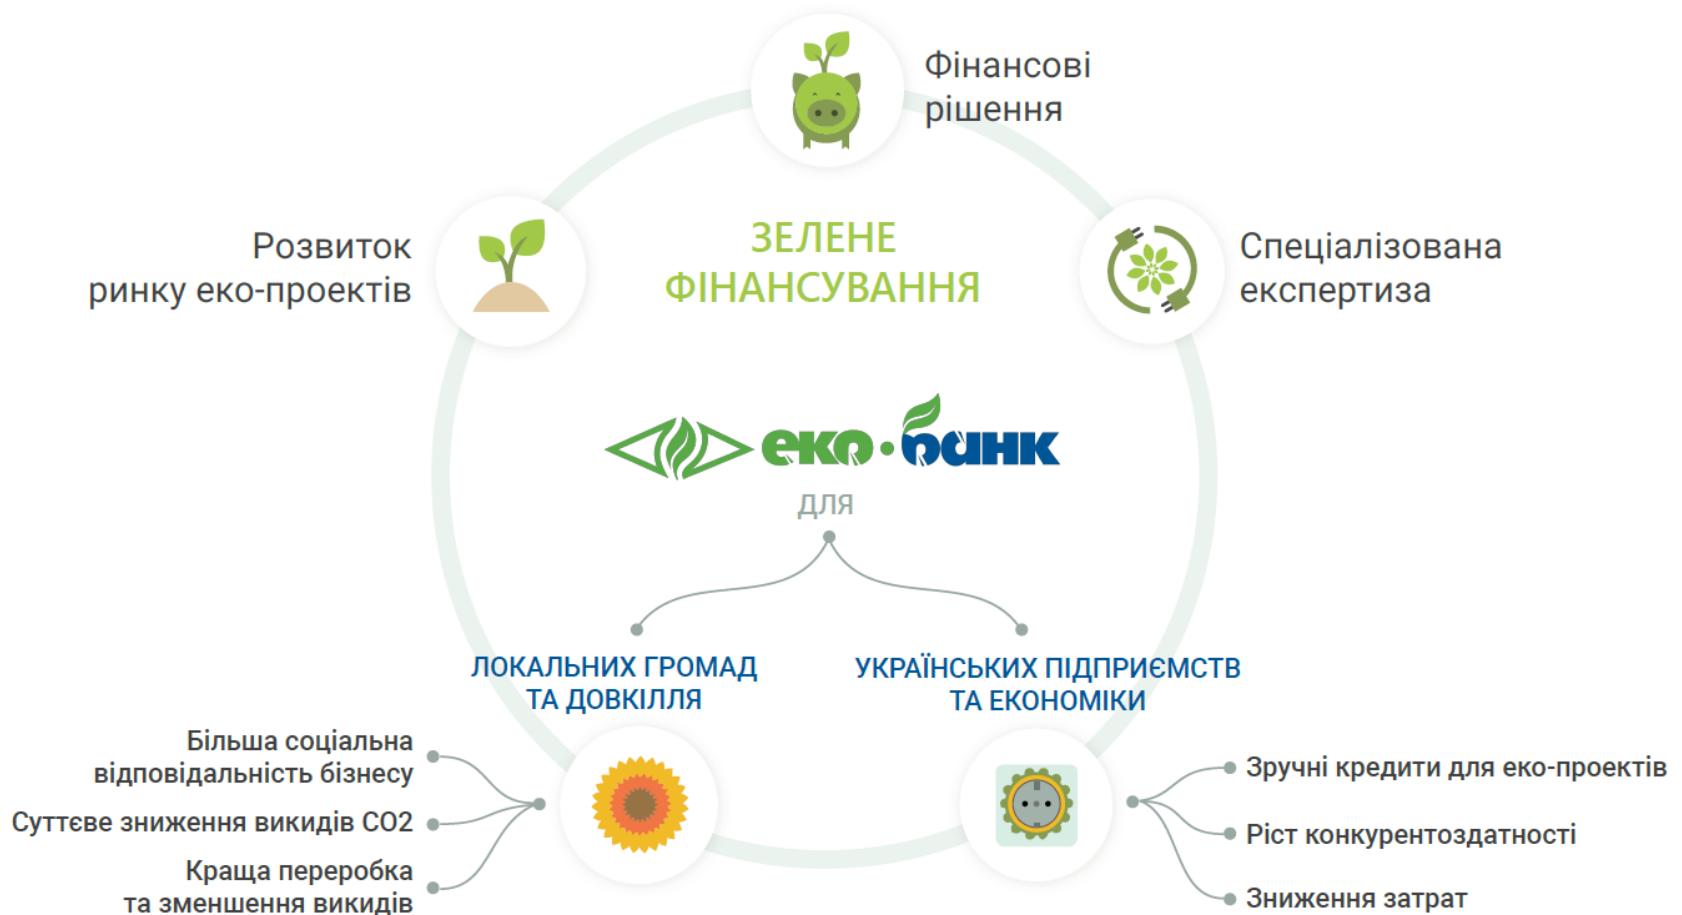 Фінансові
рішення
Розвиток
ринку еко-проектів
ЗЕЛЕНЕ
ФІНАНСУВАННЯ
Спеціалізована
експертиза
еко·банк
ДЛЯ
ЛОКАЛЬНИХ ГРОМАД
ТА ДОВКІЛЛЯ
УКРАЇНСЬКИХ ПІДПРИЄМСТВ
ТА ЕКОНОМІКИ
Більша соціальна
відповідальність бізнесу
Суттєве зниження викидів СО2
Краща переробка
та зменшення викидів
Зручні кредити для еко-проектів
Ріст конкурентоздатності
Зниження затрат